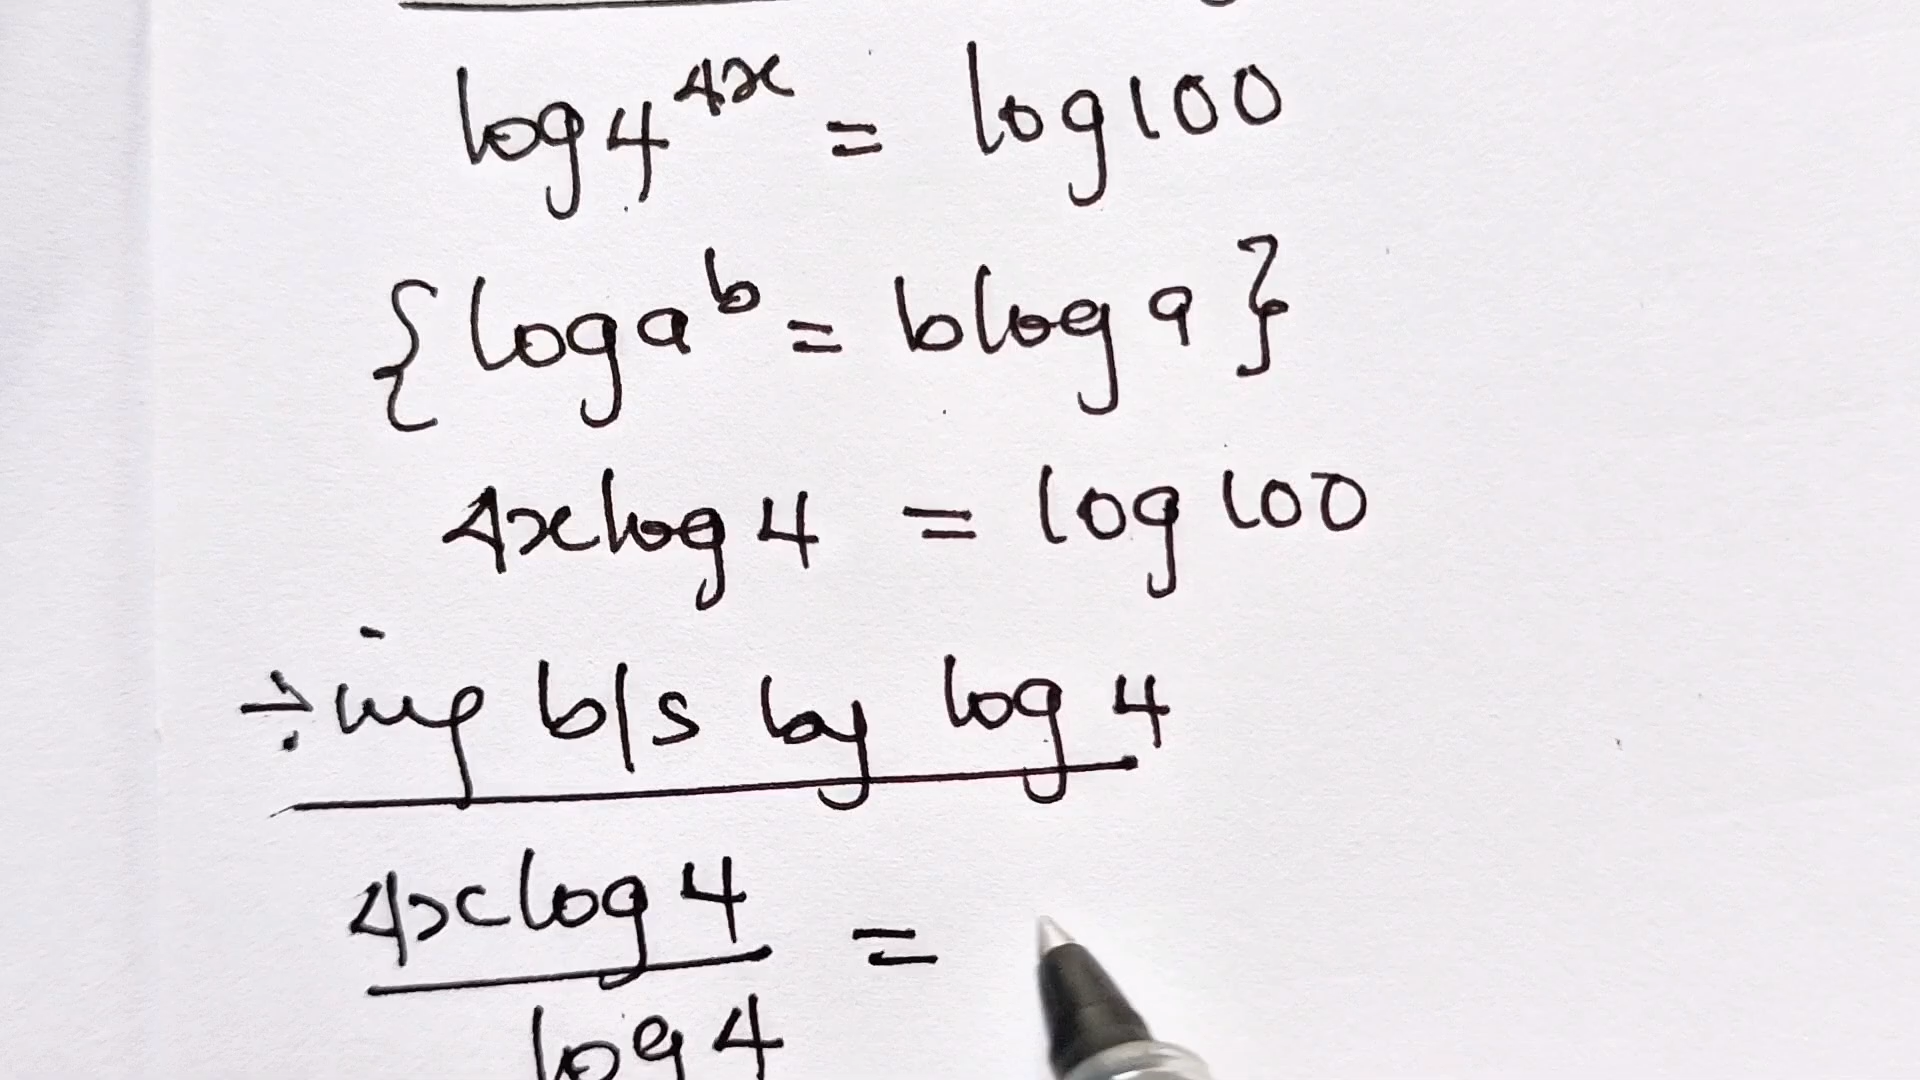 log 4^4x = log 100
{log a^b = b log a}
4x log 4 = log 100
÷ing b/s by log 4
4x log 4 =
log 4